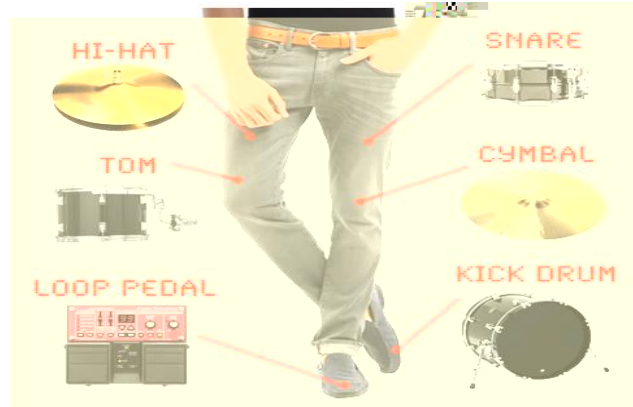 HI-HAT
SNARE
TOM
CYMBAL
LOOP PEDAL
KICK DRUM